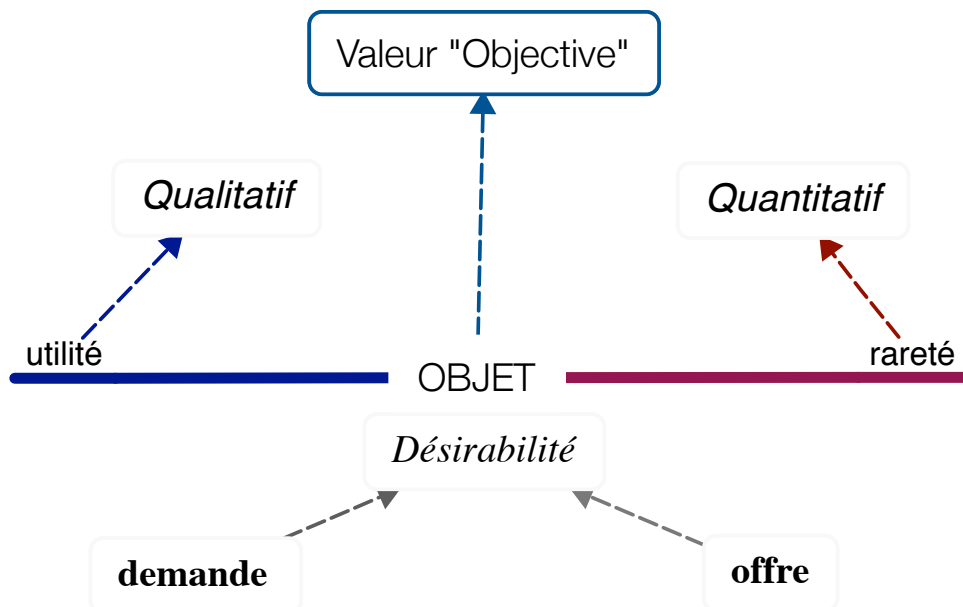 Valeur "Objective"
Qualitatif
Quantitatif
utilité
rareté
OBJET
Désirabilité
demande
offre